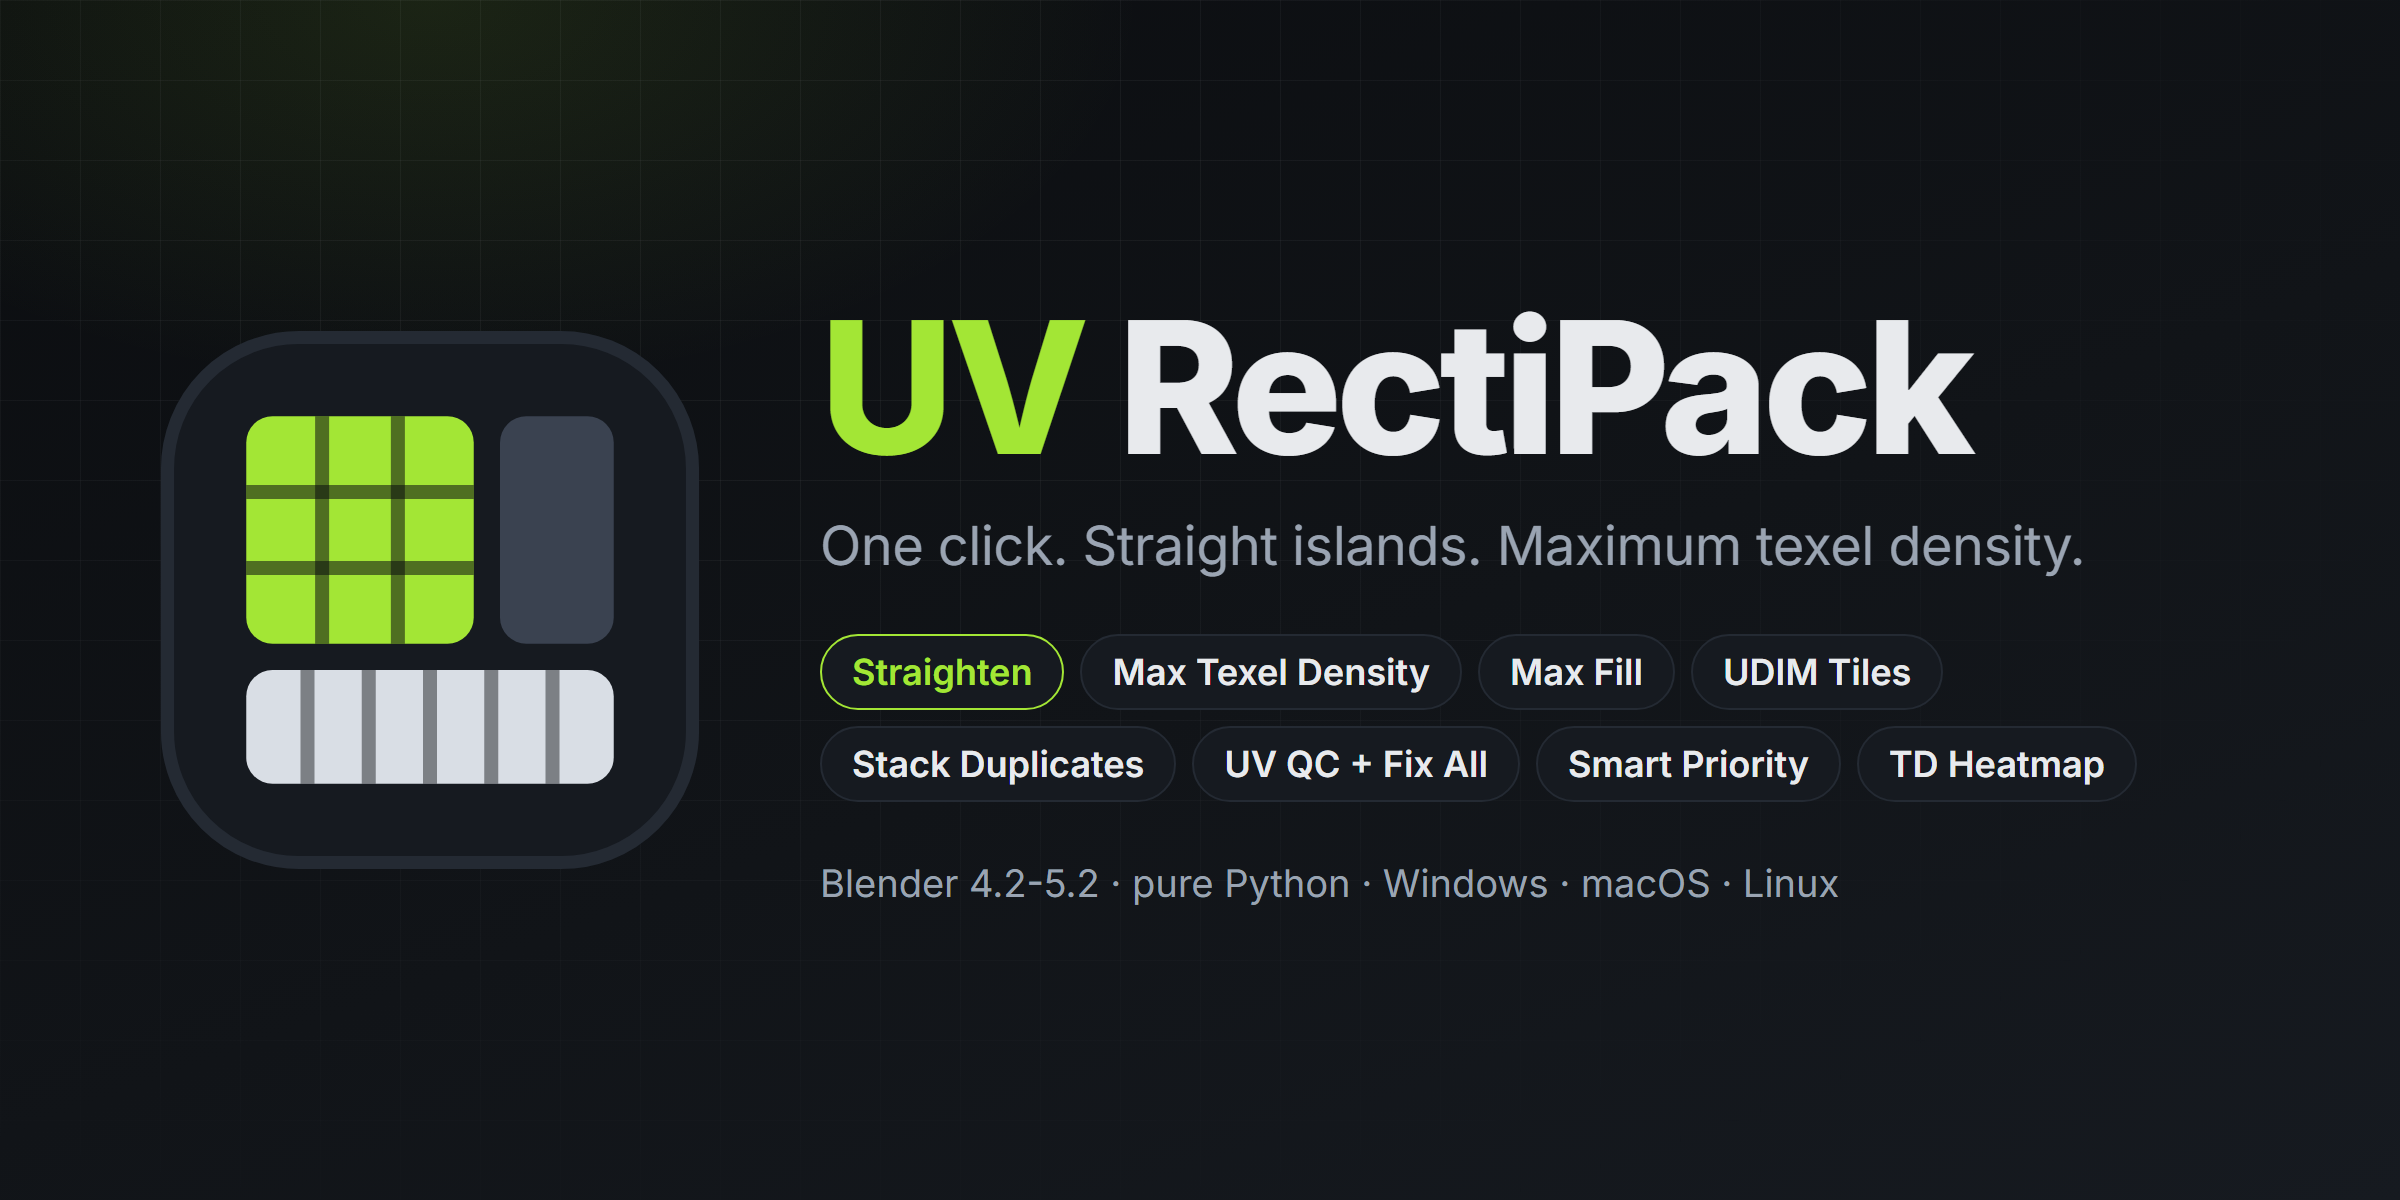 UV RectiPack
One click. Straight islands. Maximum texel density.
Straighten Max Texel Density Max Fill UDIM Tiles
Stack Duplicates UV QC + Fix All Smart Priority TD Heatmap
Blender 4.2-5.2 · pure Python · Windows · macOS · Linux